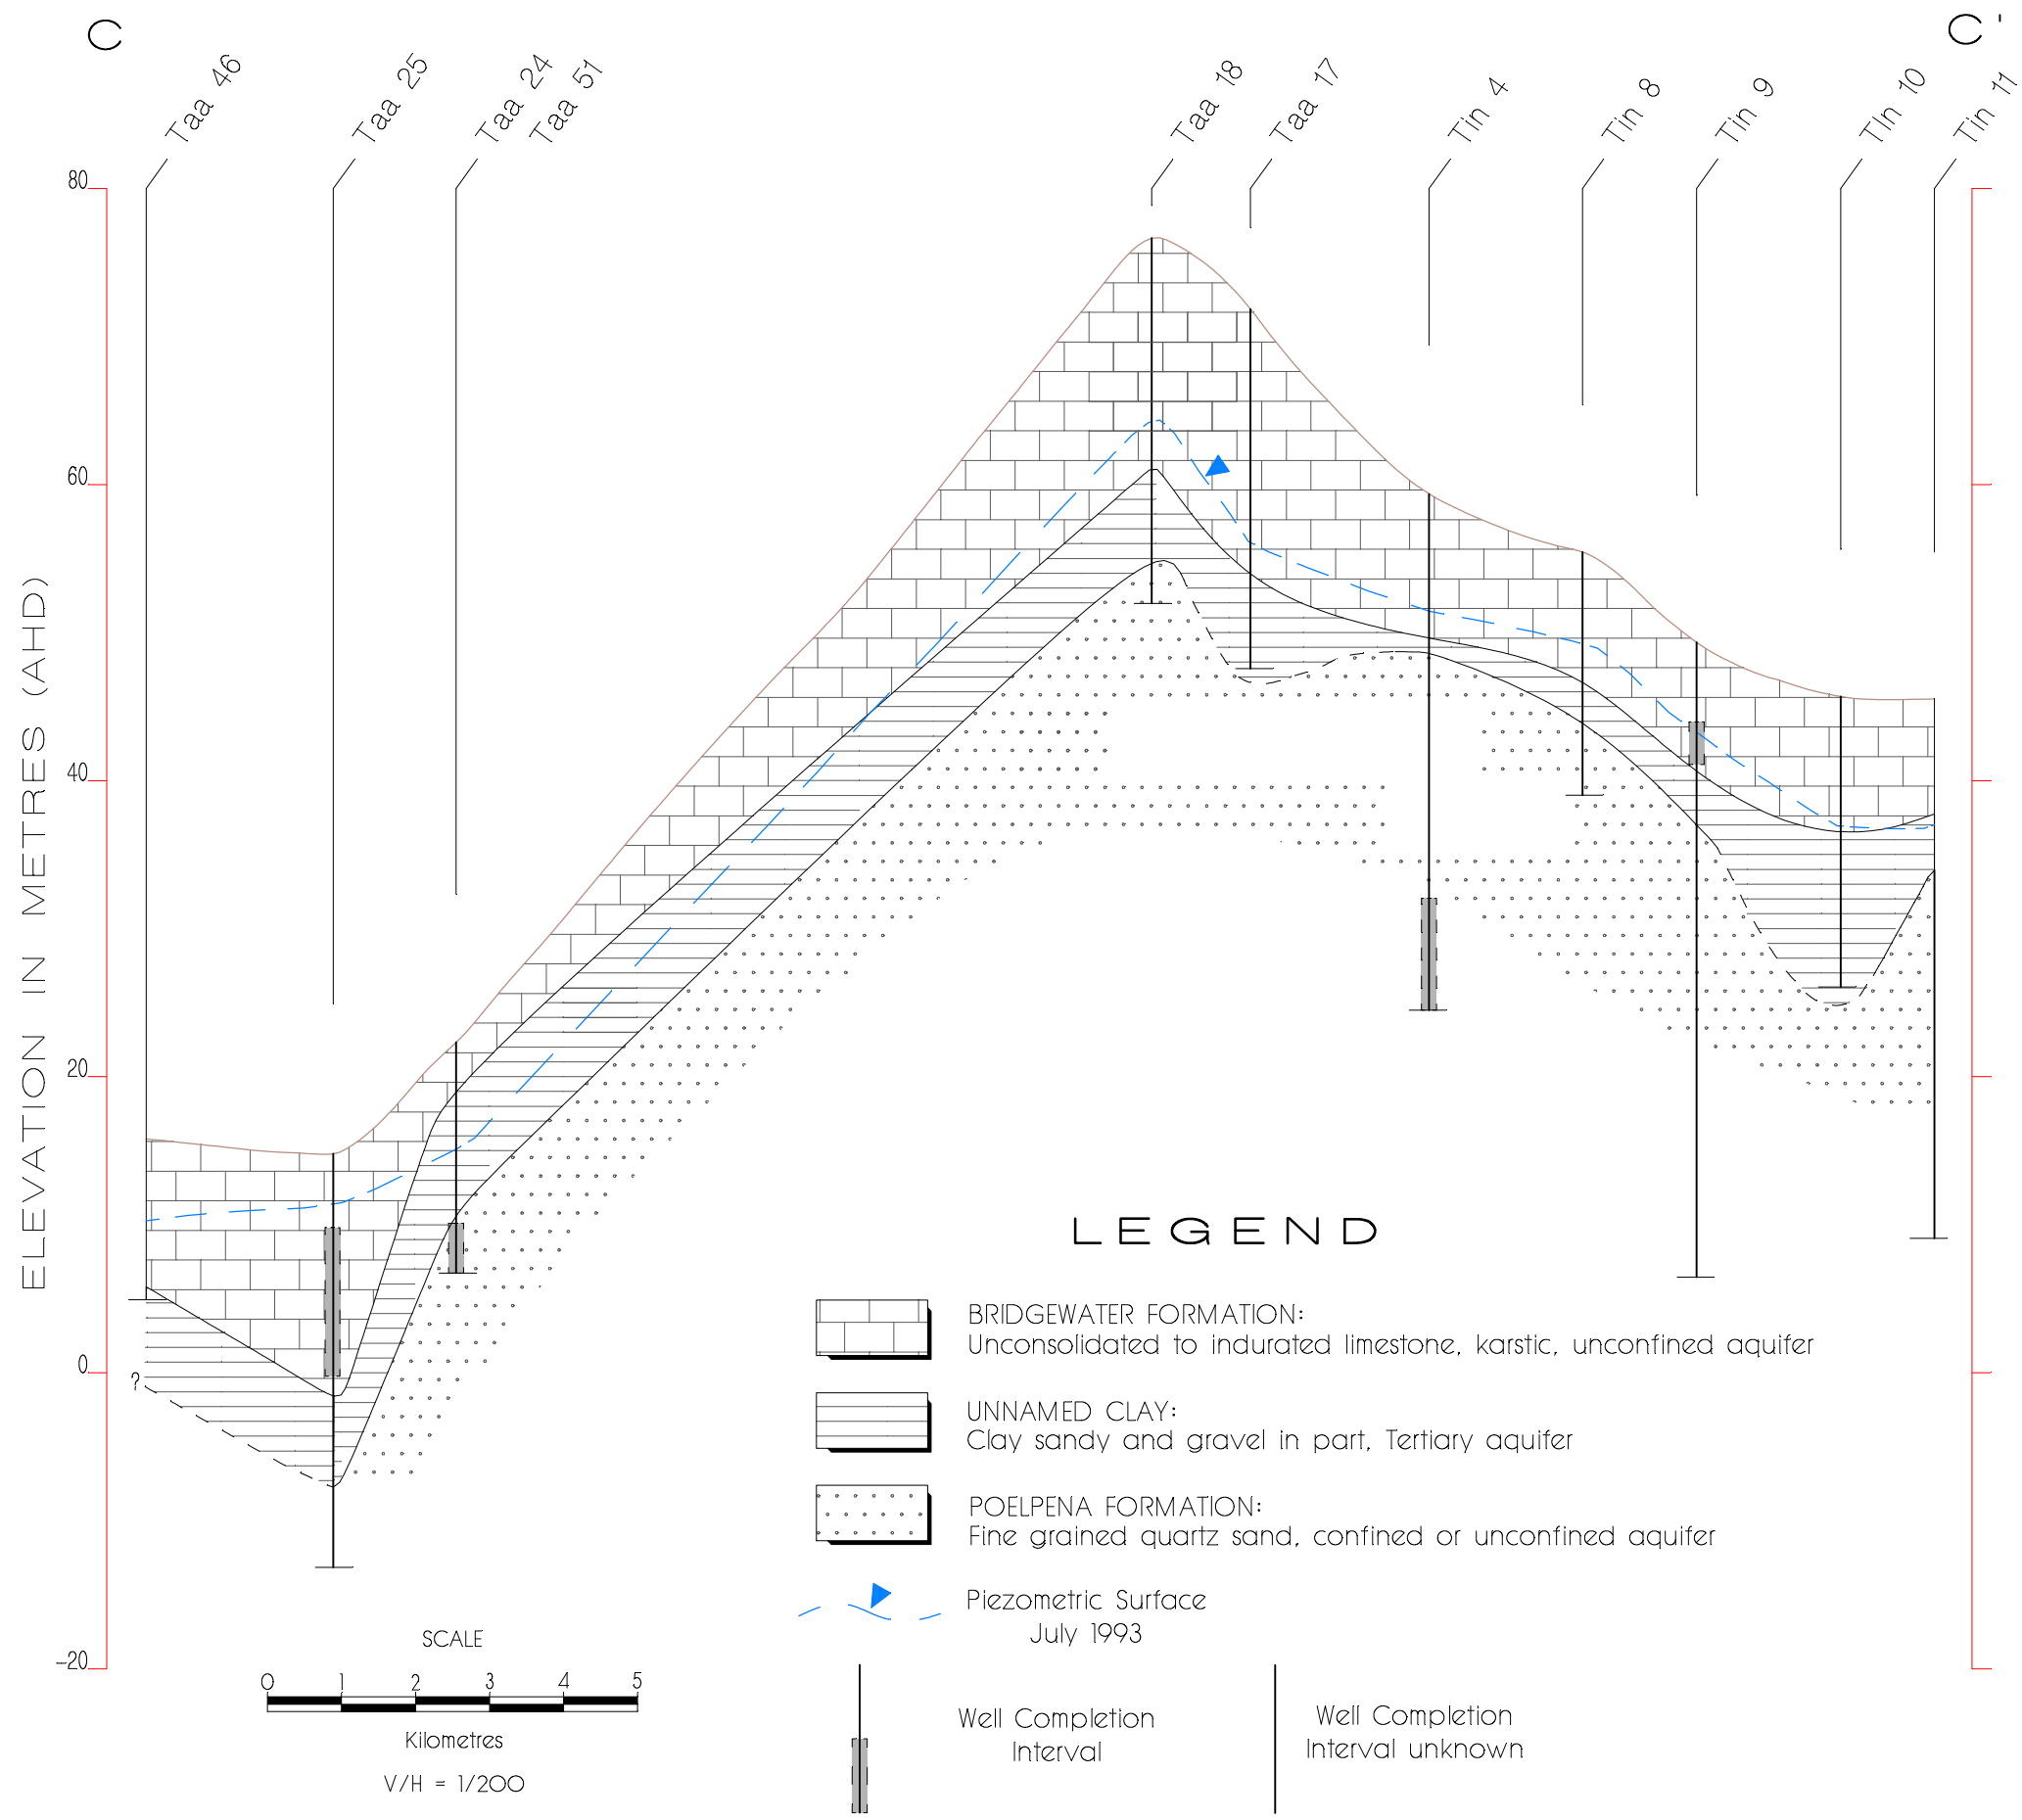 C
C '
Taa 46
Taa 25
Taa 24
Taa 51
Taa 18
Taa 17
Tin 4
Tin 8
Tin 9
TIn 10
Tin 11
80
60
40
20
0
-20
ELEVATION IN METRES (AHD)
?
LEGEND
BRIDGEWATER FORMATION:
Unconsolidated to indurated limestone, karstic, unconfined aquifer
UNNAMED CLAY:
Clay sandy and gravel in part, Tertiary aquifer
POELPENA FORMATION:
Fine grained quartz sand, confined or unconfined aquifer
Piezometric Surface
July 1993
SCALE
0 1 2 3 4 5
Kilometres
V/H = 1/200
Well Completion
Interval
Well Completion
Interval unknown